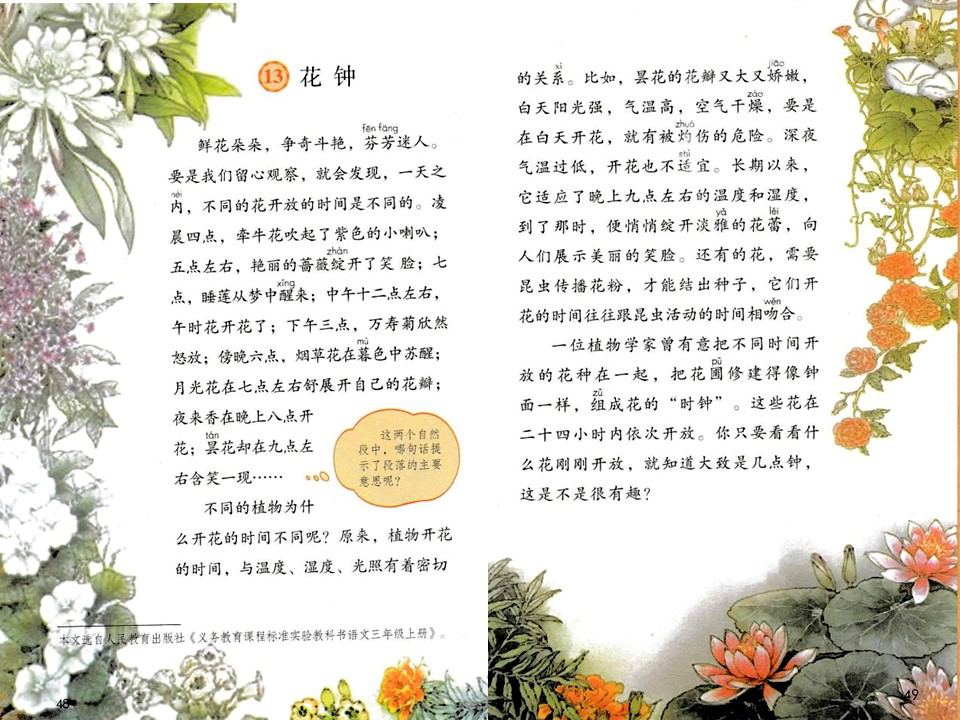 13 花 钟
fēn fāng
鲜花朵朵，争奇斗艳，芬芳迷人。
要是我们留心观察，就会发现，一天之
nèi
内，不同的花开放的时间是不同的。凌
晨四点，牵牛花吹起了紫色的小喇叭；
zhàn
五点左右，艳丽的蔷薇绽开了笑 脸；七
xǐng
点，睡莲从梦中醒来；中午十二点左右，
午时花开花了；下午三点，万寿菊欣然
mù
怒放；傍晚六点，烟草花在暮色中苏醒；
月光花在七点左右舒展开自己的花瓣；
夜来香在晚上八点开
tán
花；昙花却在九点左
右含笑一现……
这两个自然
段中，哪句话提
示了段落的主要
意思呢？
不同的植物为什
么开花的时间不同呢？原来，植物开花
的时间，与温度、湿度、光照有着密切
本文选自人民教育出版社《义务教育课程标准实验教科书语文三年级上册》。
48
xì jiāo
的关系。比如，昙花的花瓣又大又娇嫩，
zào
白天阳光强，气温高，空气干燥，要是
zhuó
在白天开花，就有被灼伤的危险。深夜
shì
气温过低，开花也不适宜。长期以来，
它适应了晚上九点左右的温度和湿度，
yǎ lěi
到了那时，便悄悄绽开淡雅的花蕾，向
人们展示美丽的笑脸。还有的花，需要
昆虫传播花粉，才能结出种子，它们开
wěn
花的时间往往跟昆虫活动的时间相吻合。
一位植物学家曾有意把不同时间开
pǔ
放的花种在一起，把花圃修建得像钟
zǔ
面一样，组成花的“时钟”。这些花在
二十四小时内依次开放。你只要看看什
么花刚刚开放，就知道大致是几点钟，
这是不是很有趣？
49